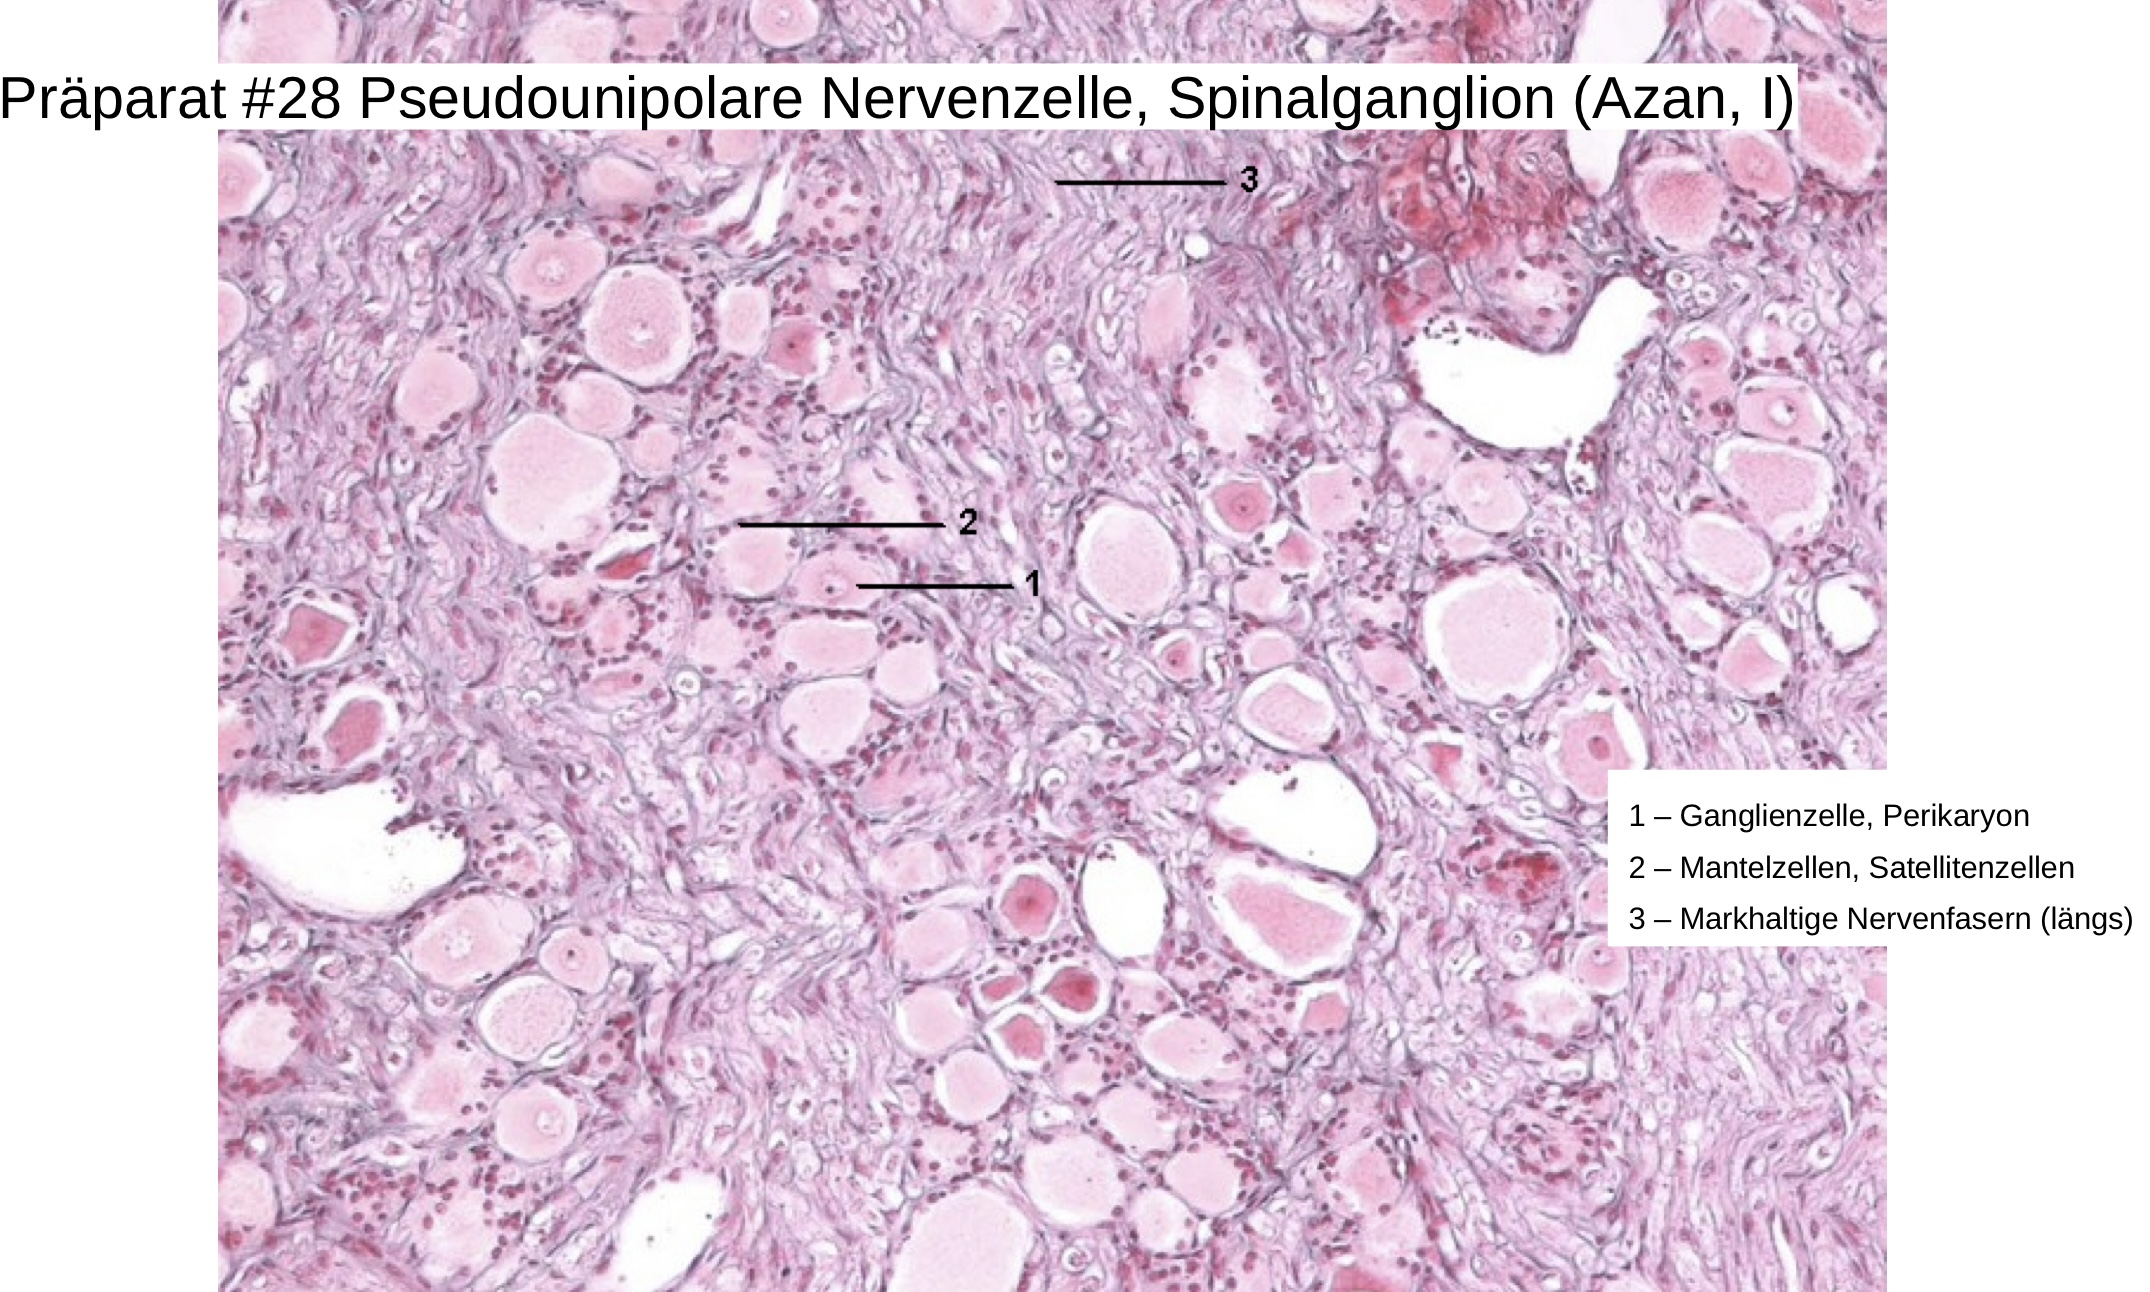 Präparat #28 Pseudounipolare Nervenzelle, Spinalganglion (Azan, I)
3
2
1
1 – Ganglienzelle, Perikaryon
2 – Mantelzellen, Satellitenzellen
3 – Markhaltige Nervenfasern (längs)